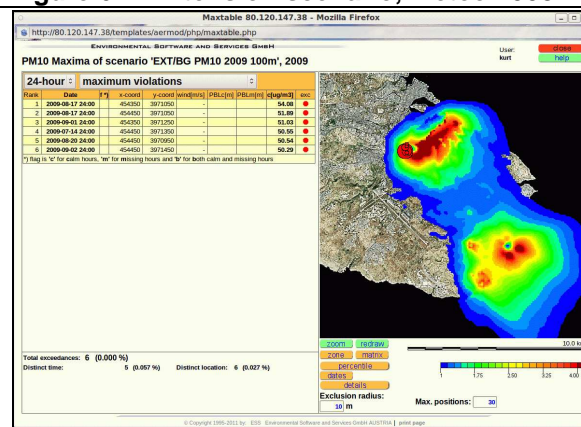 Maxtable 80.120.147.38 - Mozilla Firefox
http://80.120.147.38/templates/aermod/php/maxtable.php
ENVIRONMENTAL SOFTWARE AND SERVICES GMBH
User: kurt
close
help
PM10 Maxima of scenario 'EXT/BG PM10 2009 100m', 2009
24-hour maximum violations
Rank Date f *) x-coord y-coord wind[m/s] PBLc[m] PBLm[m] c[ug/m3] exc
1 2009-08-17 24:00 454350 3971050 - 54.08
2 2009-08-17 24:00 454450 3971050 - 51.89
3 2009-09-01 24:00 454350 3971250 - 51.03
4 2009-07-14 24:00 454350 3971350 - 50.55
5 2009-08-20 24:00 454450 3970950 - 50.54
6 2009-09-02 24:00 454450 3971450 - 50.29
*) flag is 'c' for calm hours, 'm' for missing hours and 'b' for both calm and missing hours
Total exceedances: 6 (0.000 %)
Distinct time: 5 (0.057 %) Distinct location: 6 (0.027 %)
zoom redraw
zone matrix
percentile
dates
details
10.0 k
1 1.75 2.50 3.25 4.00
Exclusion radius:
10 m
Max. positions: 30
© Copyright 1995-2011 by: ESS Environmental Software and Services GmbH AUSTRIA | print page